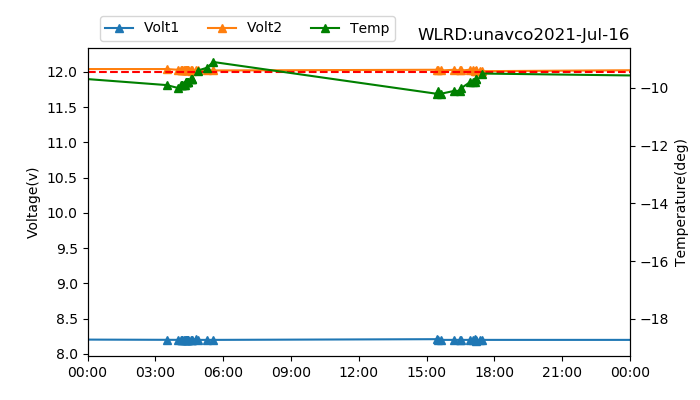 Volt1 Volt2 Temp
WLRD:unavco2021-Jul-16
Voltage(v)
12.0
11.5
11.0
10.5
10.0
9.5
9.0
8.5
8.0
−10
−12
−14
−16
−18
Temperature(deg)
00:00 03:00 06:00 09:00 12:00 15:00 18:00 21:00 00:00